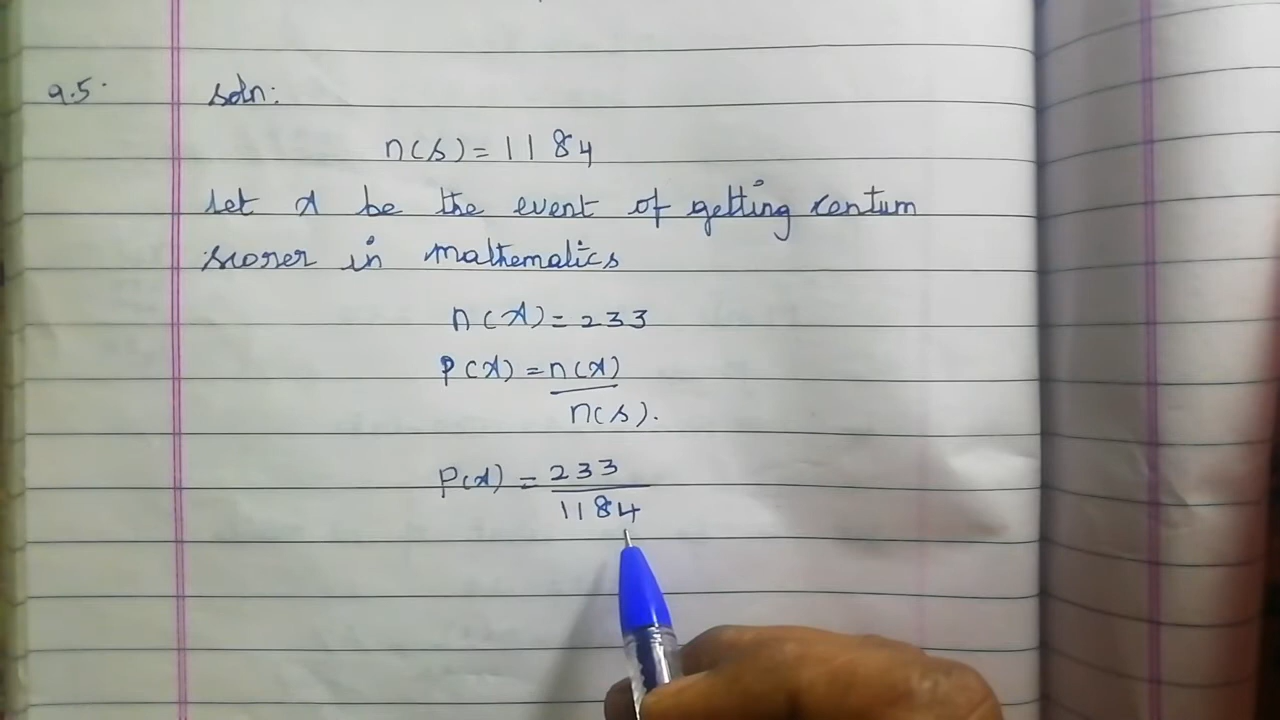 9.5. Soln:
n(S) = 1184
Let A be the event of getting centum
scorer in mathematics
n(A) = 233
P(A) = n(A)
n(S).
P(A) = 233
1184